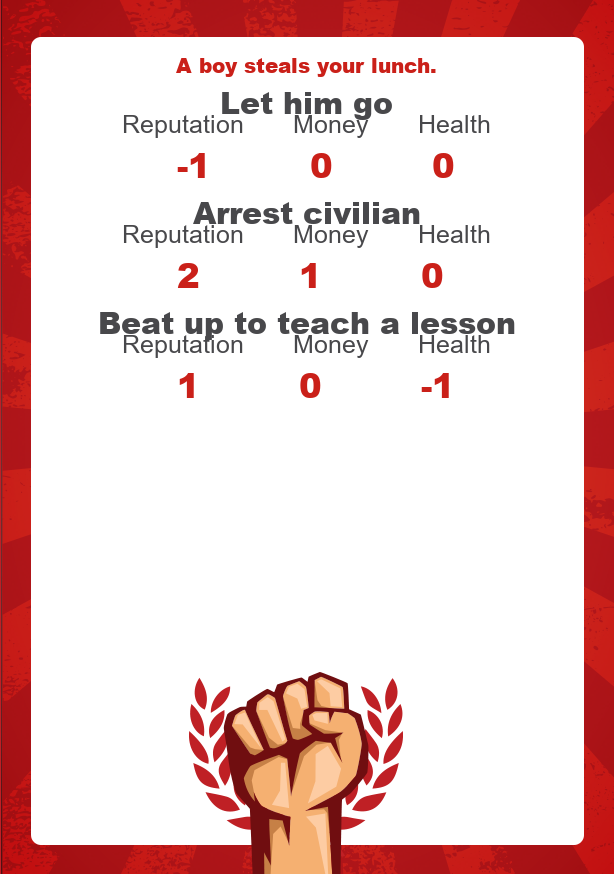 A boy steals your lunch.
Let him go
Reputation Money Health
-1 0 0
Arrest civilian
Reputation Money Health
2 1 0
Beat up to teach a lesson
Reputation Money Health
1 0 -1